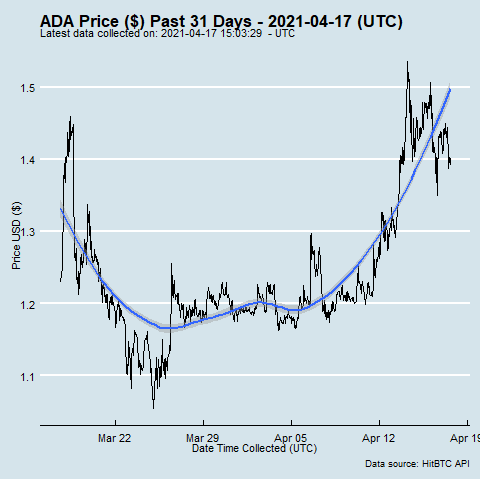 ADA Price ($) Past 31 Days - 2021-04-17 (UTC)
Latest data collected on: 2021-04-17 15:03:29 - UTC
1.5
1.4
1.3
1.2
1.1
Price USD ($)
Mar 22 Mar 29 Apr 05 Apr 12 Apr 19
Date Time Collected (UTC)
Data source: HitBTC API